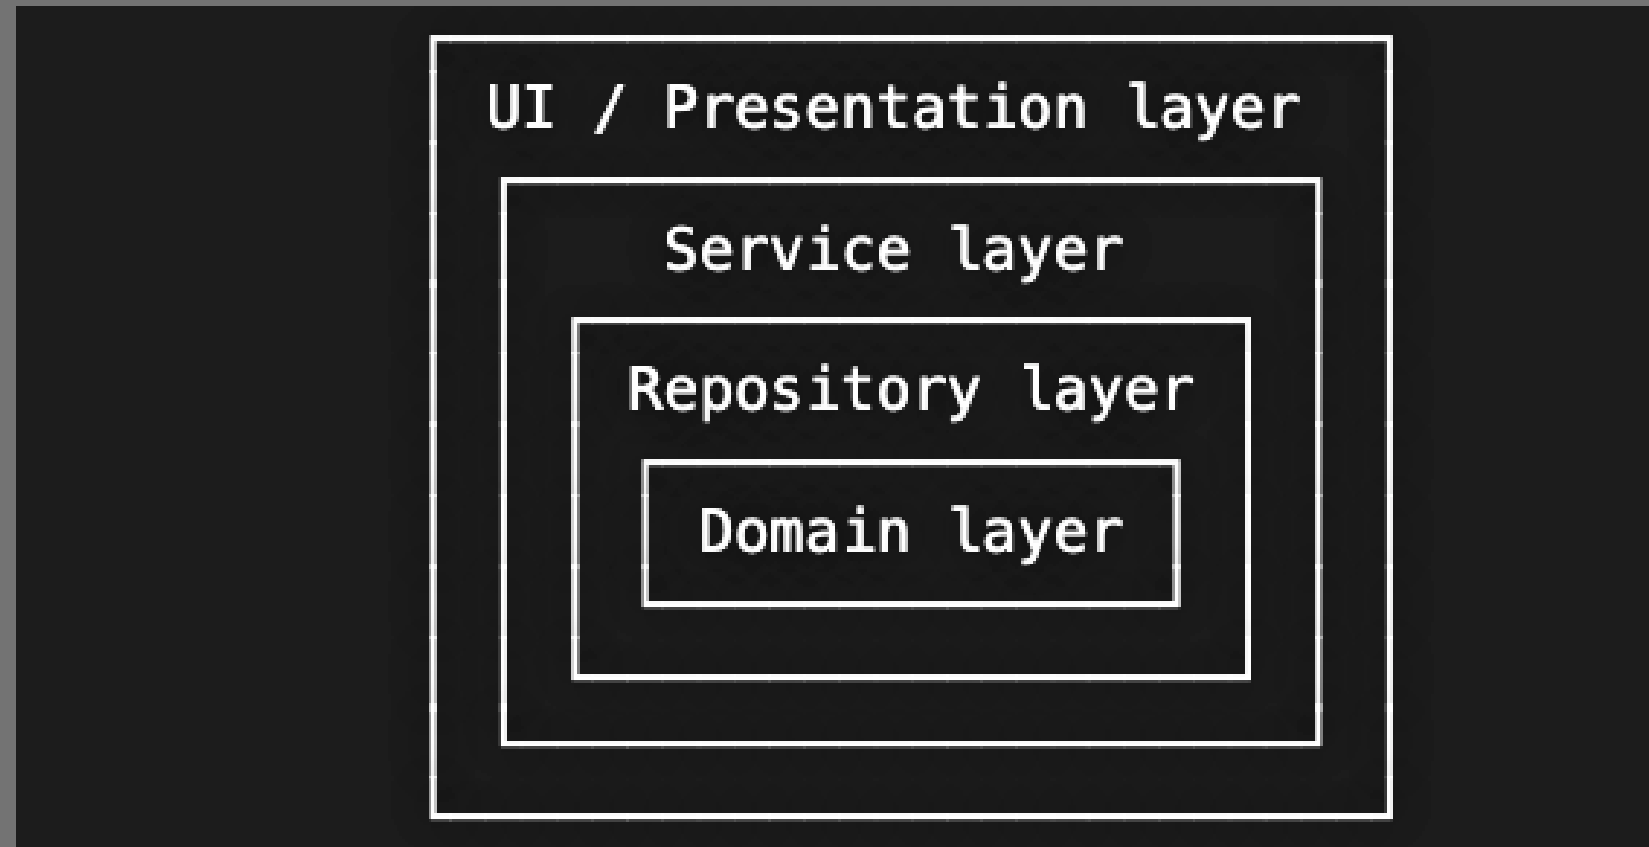 UI / Presentation layer
Service layer
Repository layer
Domain layer